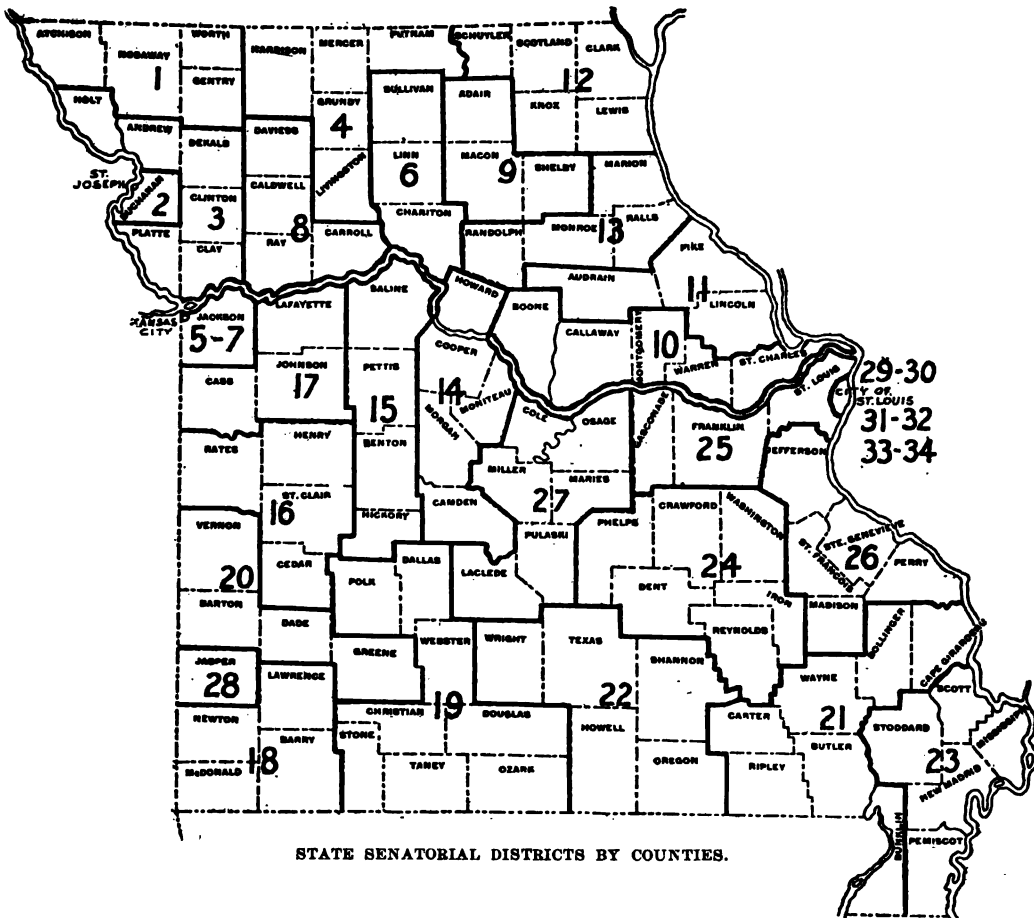 ATCHISON
NODAWAY
WORTH
HARRISON
MERCER
PUTNAM
SCHUYLER
SCOTLAND
CLARK
1
GENTRY
12
HOLT
GRUNDY
4
SULLIVAN
ADAIR
KNOX
LEWIS
ANDREW
DEKALB
DAVIESS
LINN
6
MACON
9
SHELBY
MARION
ST.
JOSEPH
BUCHANAN
2
CLINTON
3
CALDWELL
8
LIVINGSTON
CHARITON
PLATTE
CLAY
RAY
CARROLL
RANDOLPH
MONROE
13
RALLS
PIKE
AUDRAIN
SALINE
HOWARD
BOONE
11
LINCOLN
KANSAS
CITY
JACKSON
5-7
LAFAYETTE
COOPER
CALLAWAY
MONTGOMERY
10
WARREN
ST. CHARLES
ST. LOUIS
29-30
CITY OF
ST. LOUIS
31-32
33-34
CASS
JOHNSON
17
PETTIS
15
14
MONITEAU
MORGAN
COLE
OSAGE
GASCONADE
FRANKLIN
25
JEFFERSON
BATES
HENRY
BENTON
MILLER
MARIES
27
ST. CLAIR
16
HICKORY
CAMDEN
PULASKI
PHELPS
CRAWFORD
WASHINGTON
24
STE. GENEVIEVE
ST. FRANCOIS
26
PERRY
VERNON
20
CEDAR
POLK
DALLAS
LACLEDE
DENT
IRON
MADISON
BOLLINGER
CAPE GIRARDEAU
BARTON
DADE
GREENE
WEBSTER
WRIGHT
TEXAS
REYNOLDS
SHANNON
WAYNE
JASPER
28
LAWRENCE
SCOTT
NEWTON
CHRISTIAN
19
DOUGLAS
22
HOWELL
CARTER
21
STODDARD
MISSISSIPPI
18
BARRY
STONE
BUTLER
23
NEW MADRID
McDONALD
TANEY
OZARK
OREGON
RIPLEY
DUNKLIN
PEMISCOT
STATE SENATORIAL DISTRICTS BY COUNTIES.